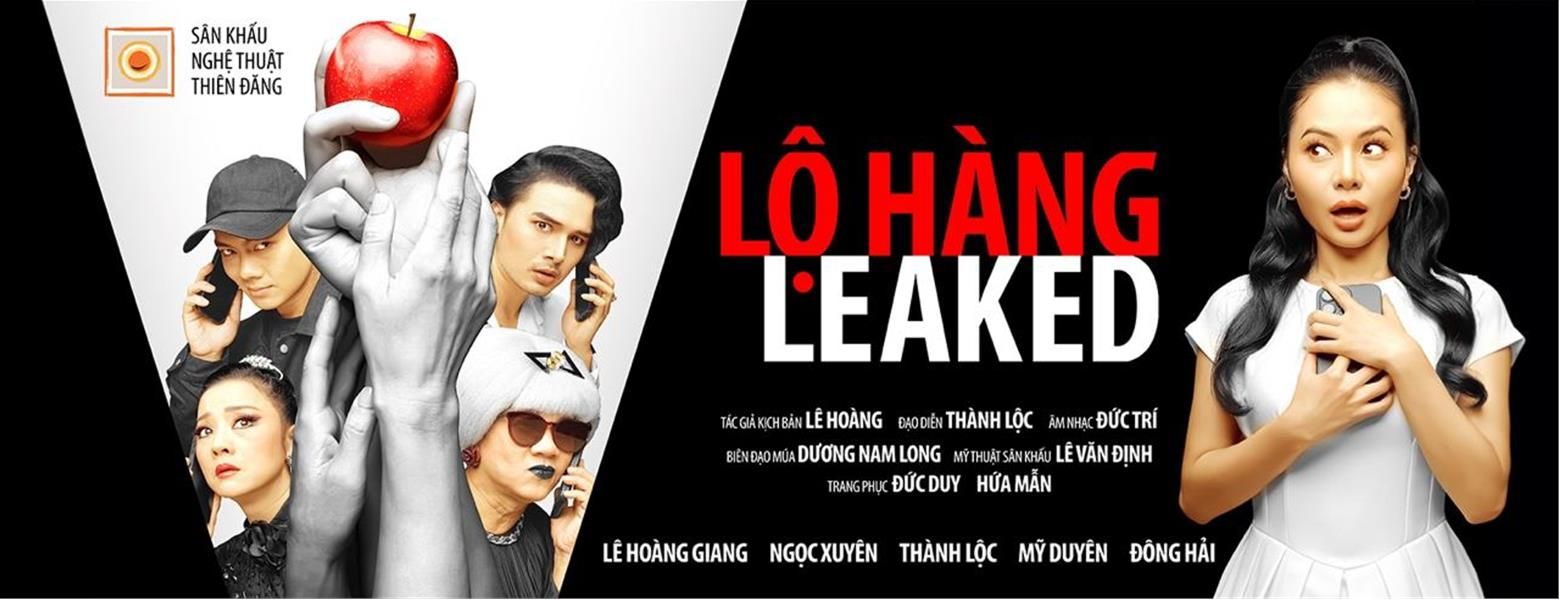 SÂN KHẤU
NGHỆ THUẬT
THIÊN ĐĂNG
LỘ HÀNG
LEAKED
TÁC GIẢ KỊCH BẢN LÊ HOÀNG ĐẠO DIỄN THÀNH LỘC ÂM NHẠC ĐỨC TRÍ
BIÊN ĐẠO MÚA DƯƠNG NAM LONG MỸ THUẬT SÂN KHẤU LÊ VĂN ĐỊNH
TRANG PHỤC ĐỨC DUY HỨA MẪN
LÊ HOÀNG GIANG NGỌC XUYÊN THÀNH LỘC MỸ DUYÊN ĐÔNG HẢI